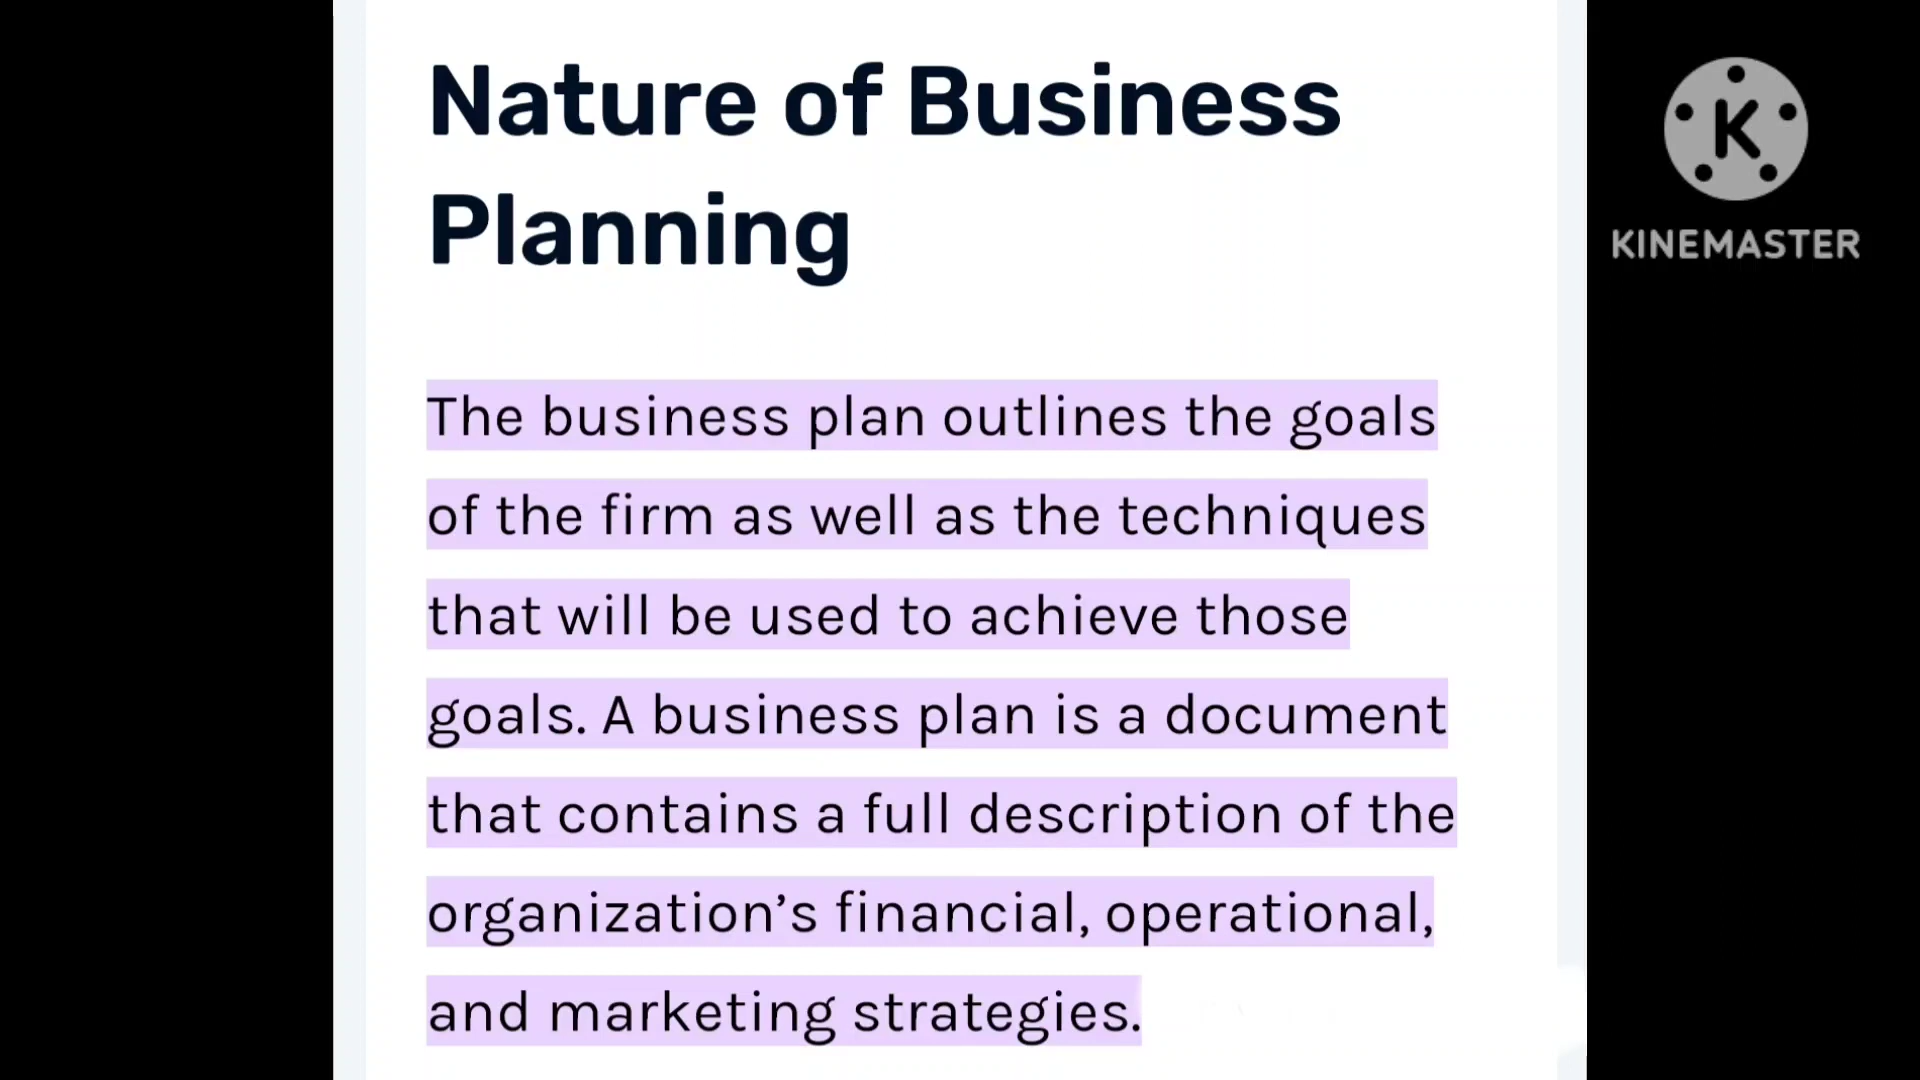 Nature of Business
Planning
The business plan outlines the goals
of the firm as well as the techniques
that will be used to achieve those
goals. A business plan is a document
that contains a full description of the
organization’s financial, operational,
and marketing strategies.
K
KINEMASTER